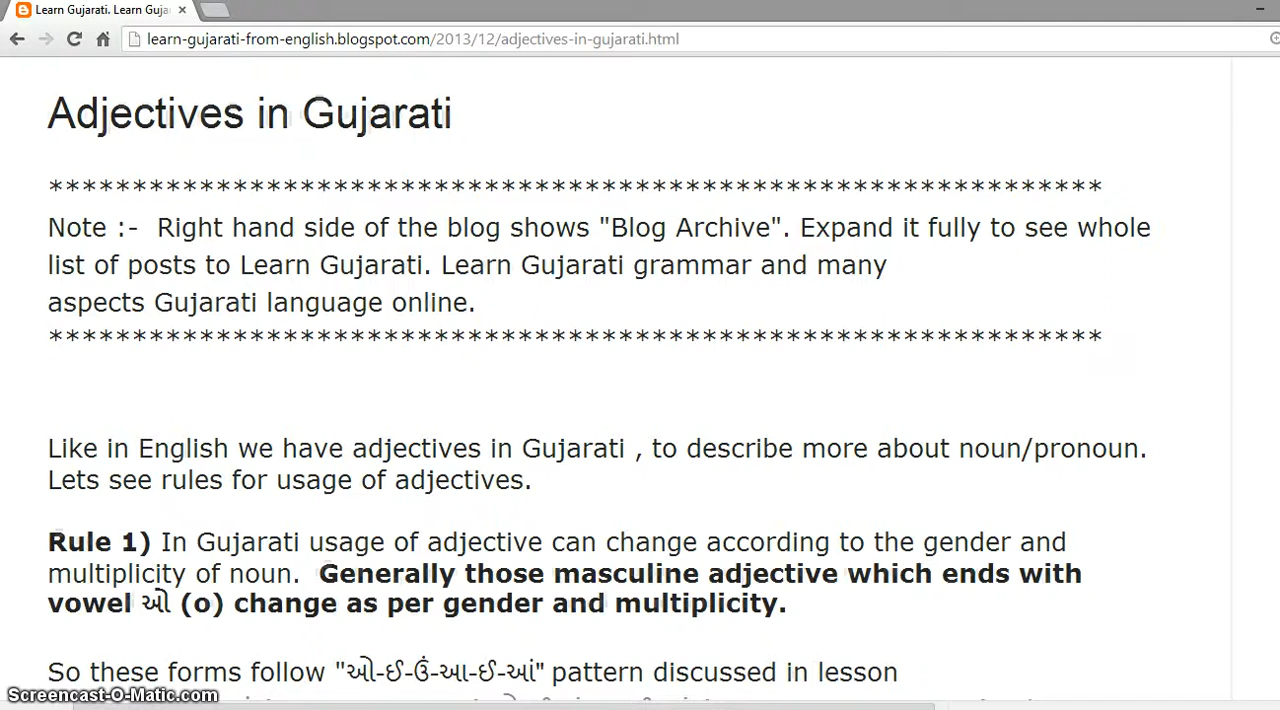 Learn Gujarati. Learn Guja
learn-gujarati-from-english.blogspot.com/2013/12/adjectives-in-gujarati.html
Adjectives in Gujarati
***************************************************************
Note :-  Right hand side of the blog shows "Blog Archive". Expand it fully to see whole
list of posts to Learn Gujarati. Learn Gujarati grammar and many
aspects Gujarati language online.
***************************************************************
Like in English we have adjectives in Gujarati , to describe more about noun/pronoun.
Lets see rules for usage of adjectives.
Rule 1) In Gujarati usage of adjective can change according to the gender and
multiplicity of noun.  Generally those masculine adjective which ends with
vowel ઓ (o) change as per gender and multiplicity.
So these forms follow "ઓ-ઈ-ઉં-આ-ઈ-આં" pattern discussed in lesson
Screencast-O-Matic.com